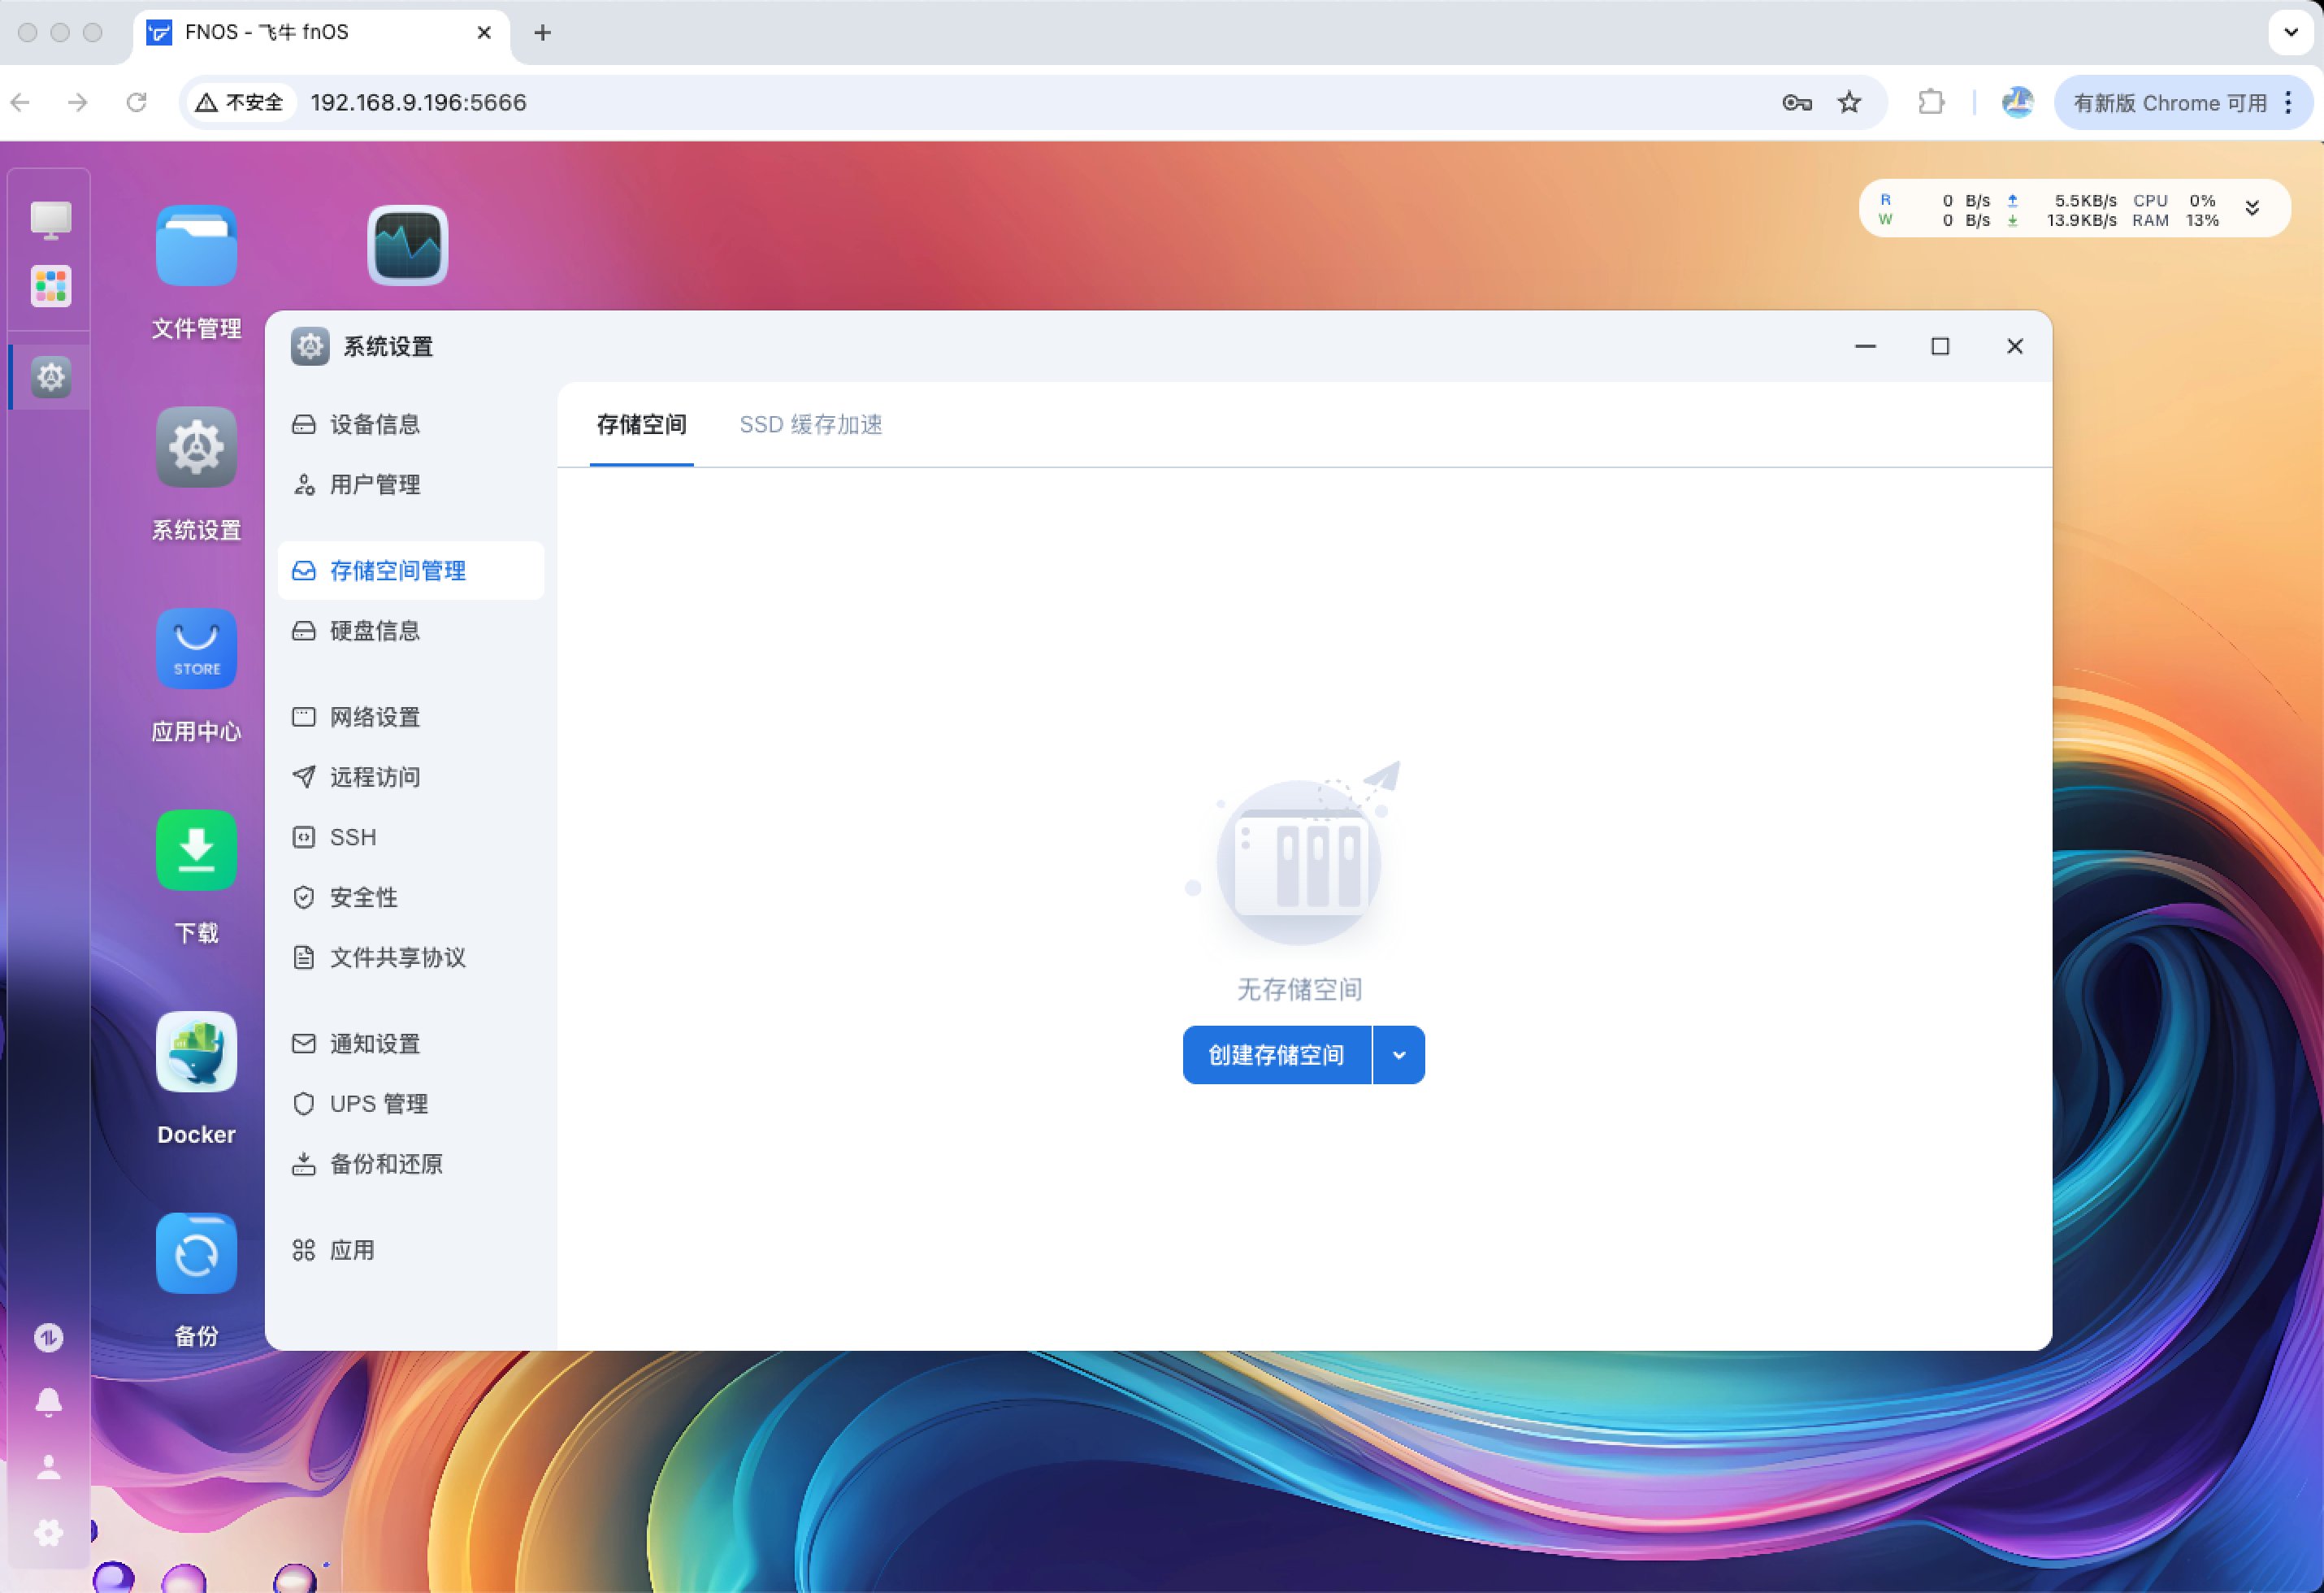 FNOS - 飞牛 fnOS
不安全 192.168.9.196:5666
有新版 Chrome 可用
R 0 B/s 5.5KB/s CPU 0%
W 0 B/s 13.9KB/s RAM 13%
文件管理
系统设置
STORE
应用中心
下载
Docker
备份
系统设置
设备信息
用户管理
存储空间管理
硬盘信息
网络设置
远程访问
SSH
安全性
文件共享协议
通知设置
UPS 管理
备份和还原
应用
存储空间 SSD 缓存加速
无存储空间
创建存储空间